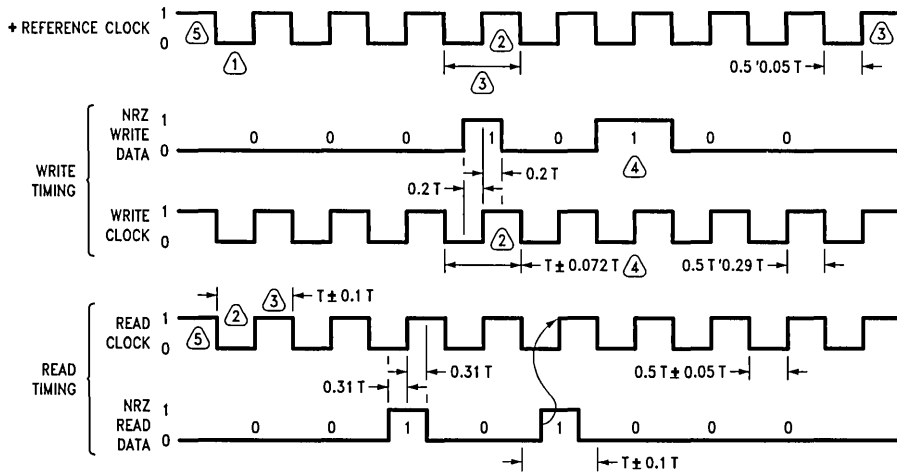 + REFERENCE CLOCK 1 0 5 1 2 3 3
0.5 '0.05 T
WRITE TIMING
NRZ WRITE DATA 1 0
0 0 0 1 0 1 0 0
4
0.2 T 0.2 T
WRITE CLOCK 1 0
2
T ± 0.072 T 4
0.5 T '0.29 T
READ TIMING
READ CLOCK 1 0
5 2 3 T ± 0.1 T
0.31 T 0.31 T
0.5 T ± 0.05 T
NRZ READ DATA 1 0
0 0 1 0 1 0 0 0
T ± 0.1 T